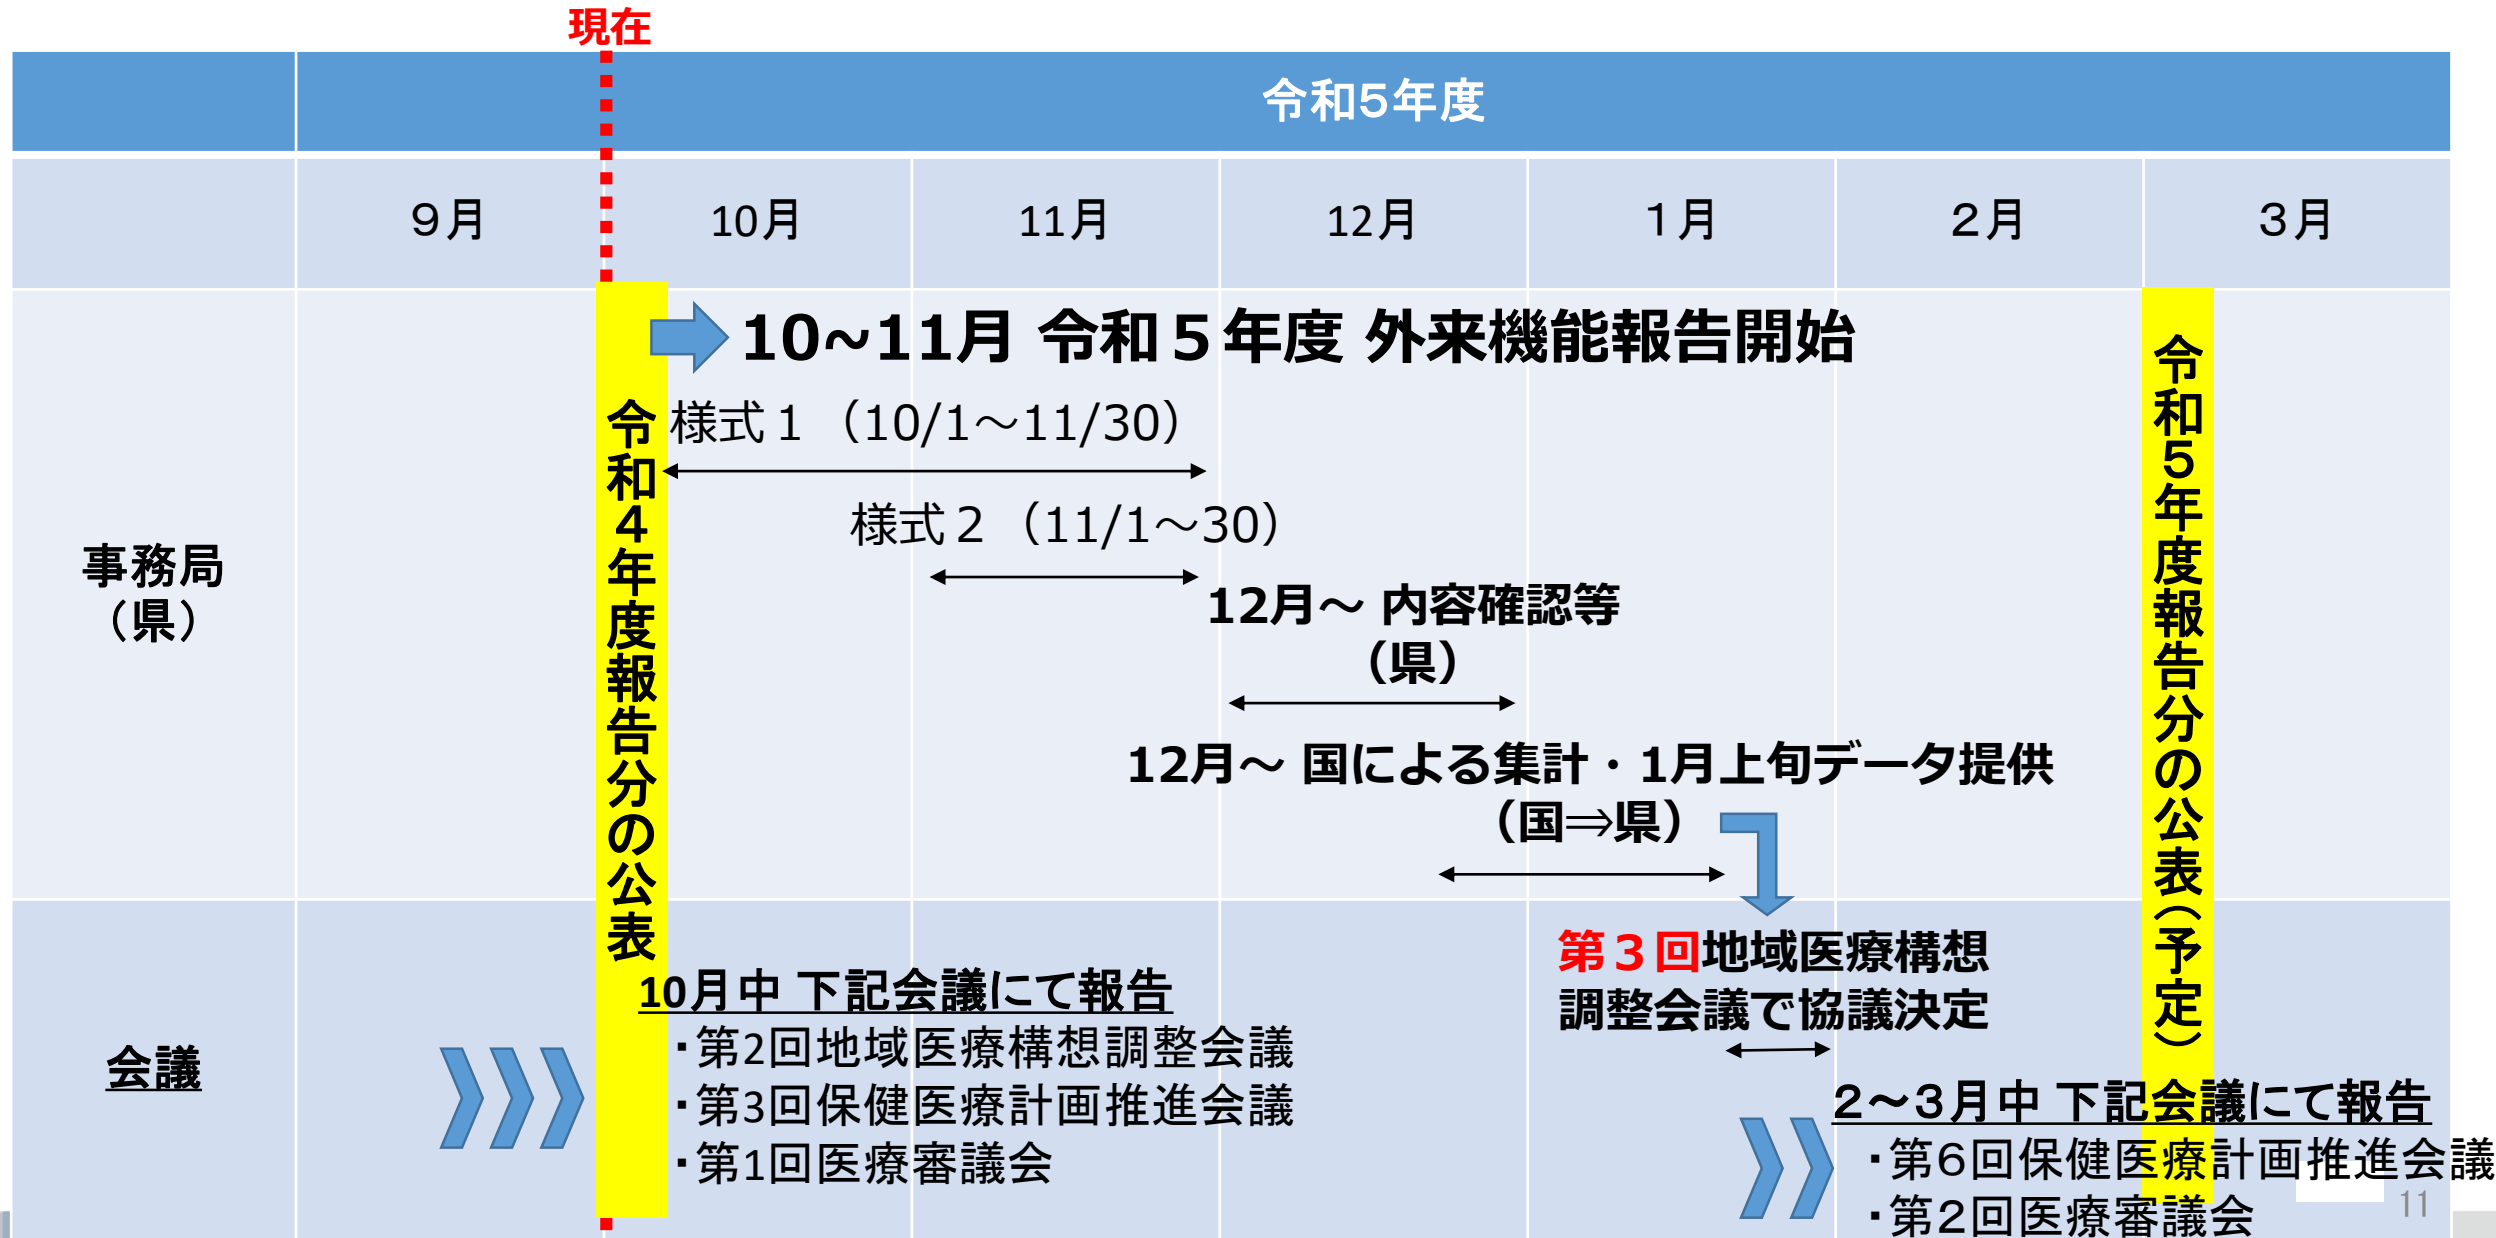 現在
令和5年度
９月
10月
11月
12月
１月
２月
３月
事務局
（県）
令和４年度報告分の公表
10~11月 令和５年度 外来機能報告開始
様式１（10/1～11/30）
様式２（11/1～30）
12月～ 内容確認等
（県）
12月～ 国による集計・1月上旬データ提供
（国⇒県）
令和５年度報告分の公表（予定）
会議
10月中 下記会議にて報告
・第2回地域医療構想調整会議
・第3回保健医療計画推進会議
・第1回医療審議会
第３回地域医療構想
調整会議で協議決定
２～３月中 下記会議にて報告
・第６回保健医療計画推進会議
・第２回医療審議会
11